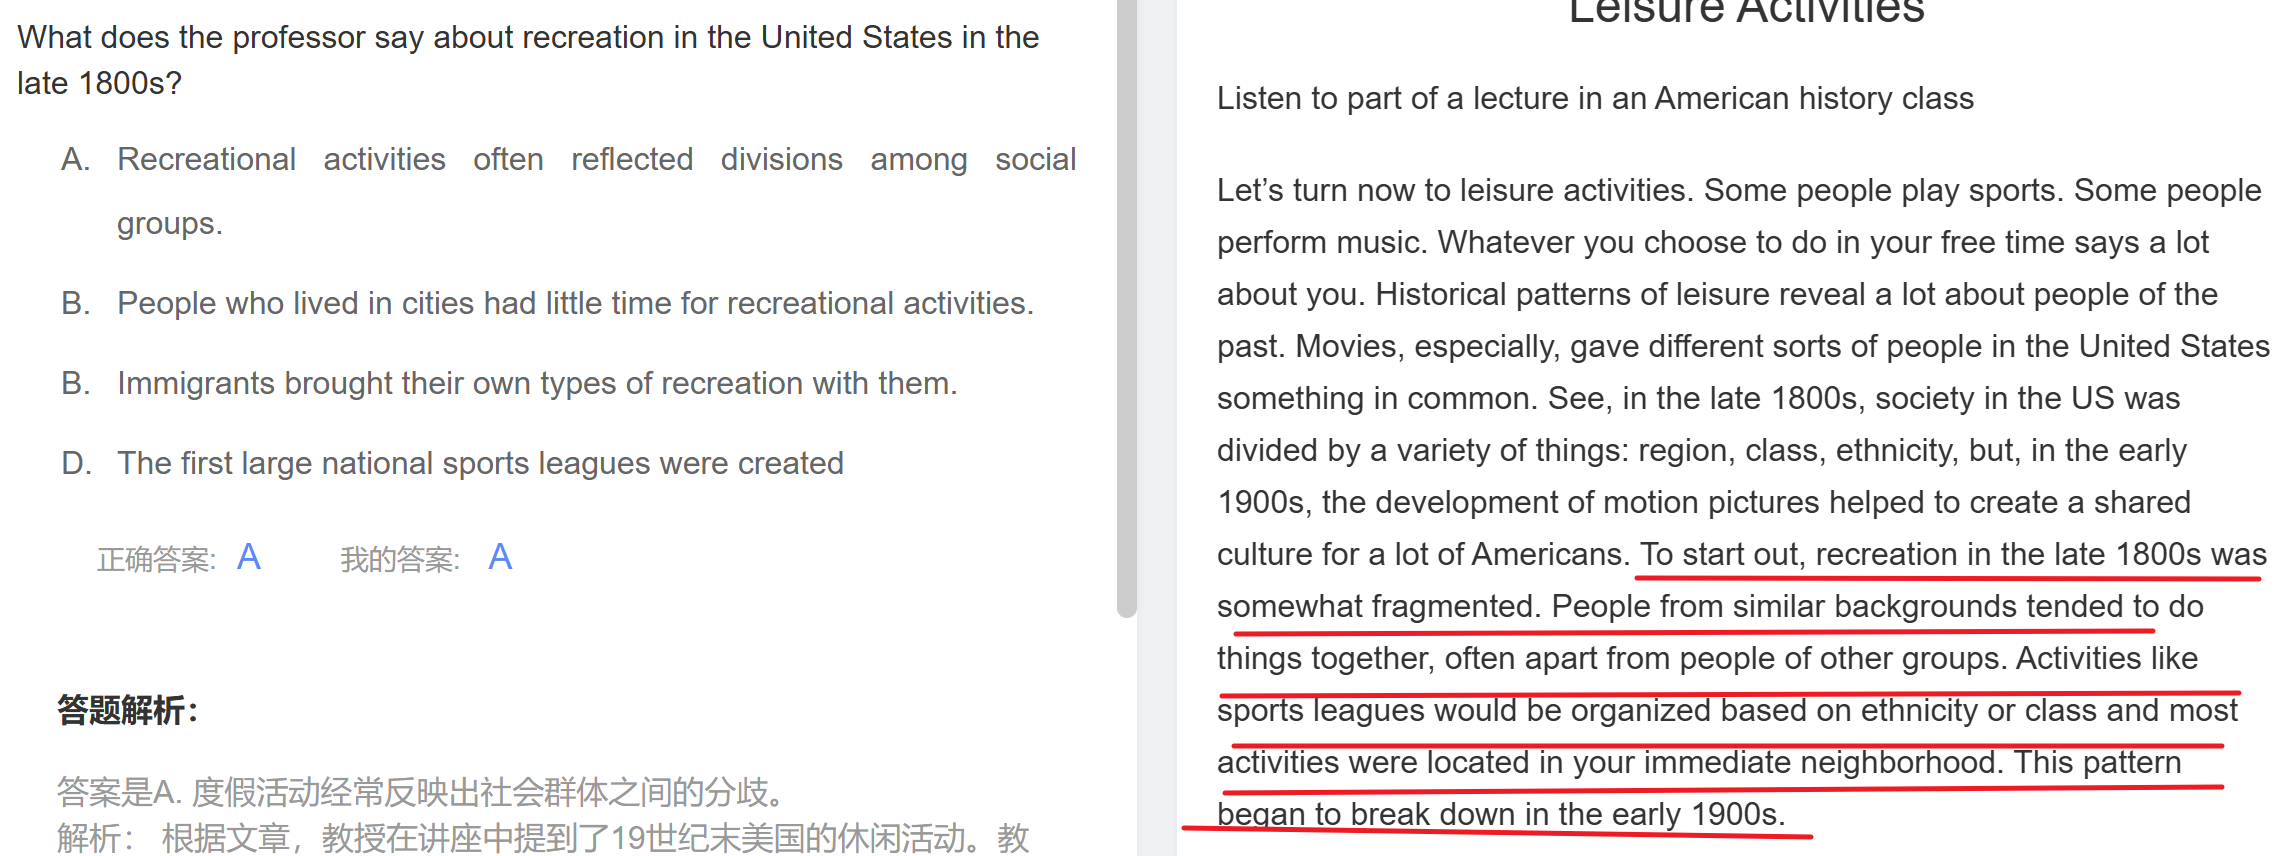 What does the professor say about recreation in the United States in the
late 1800s?
A. Recreational activities often reflected divisions among social
groups.
B. People who lived in cities had little time for recreational activities.
B. Immigrants brought their own types of recreation with them.
D. The first large national sports leagues were created
正确答案: A 我的答案: A
答题解析：
答案是A. 度假活动经常反映出社会群体之间的分歧。
解析： 根据文章，教授在讲座中提到了19世纪末美国的休闲活动。教
Leisure Activities
Listen to part of a lecture in an American history class
Let’s turn now to leisure activities. Some people play sports. Some people
perform music. Whatever you choose to do in your free time says a lot
about you. Historical patterns of leisure reveal a lot about people of the
past. Movies, especially, gave different sorts of people in the United States
something in common. See, in the late 1800s, society in the US was
divided by a variety of things: region, class, ethnicity, but, in the early
1900s, the development of motion pictures helped to create a shared
culture for a lot of Americans. To start out, recreation in the late 1800s was
somewhat fragmented. People from similar backgrounds tended to do
things together, often apart from people of other groups. Activities like
sports leagues would be organized based on ethnicity or class and most
activities were located in your immediate neighborhood. This pattern
began to break down in the early 1900s.